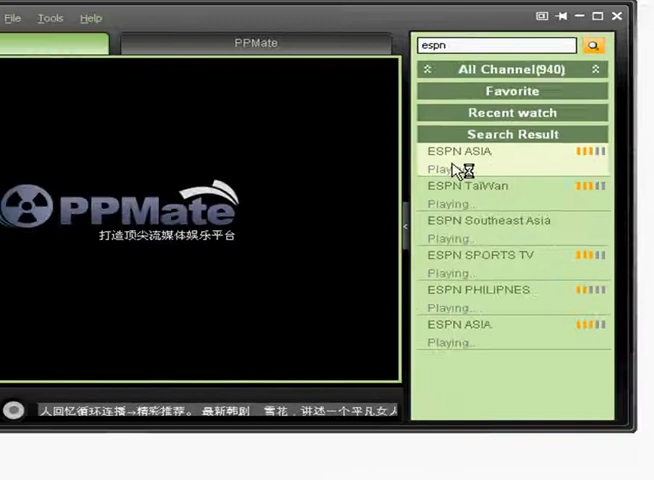 File Tools Help
PPMate
espn
All Channel(940)
Favorite
Recent watch
Search Result
ESPN ASIA
ESPN TaiWan
Playing..
ESPN Southeast Asia
Playing..
ESPN SPORTS TV
Playing..
ESPN PHILIPNES
Playing..
ESPN ASIA
Playing..
PPMate
打造顶尖流媒体娱乐平台
人回忆循环连播→精彩推荐。 最新韩剧 雪花，讲述一个平凡女人